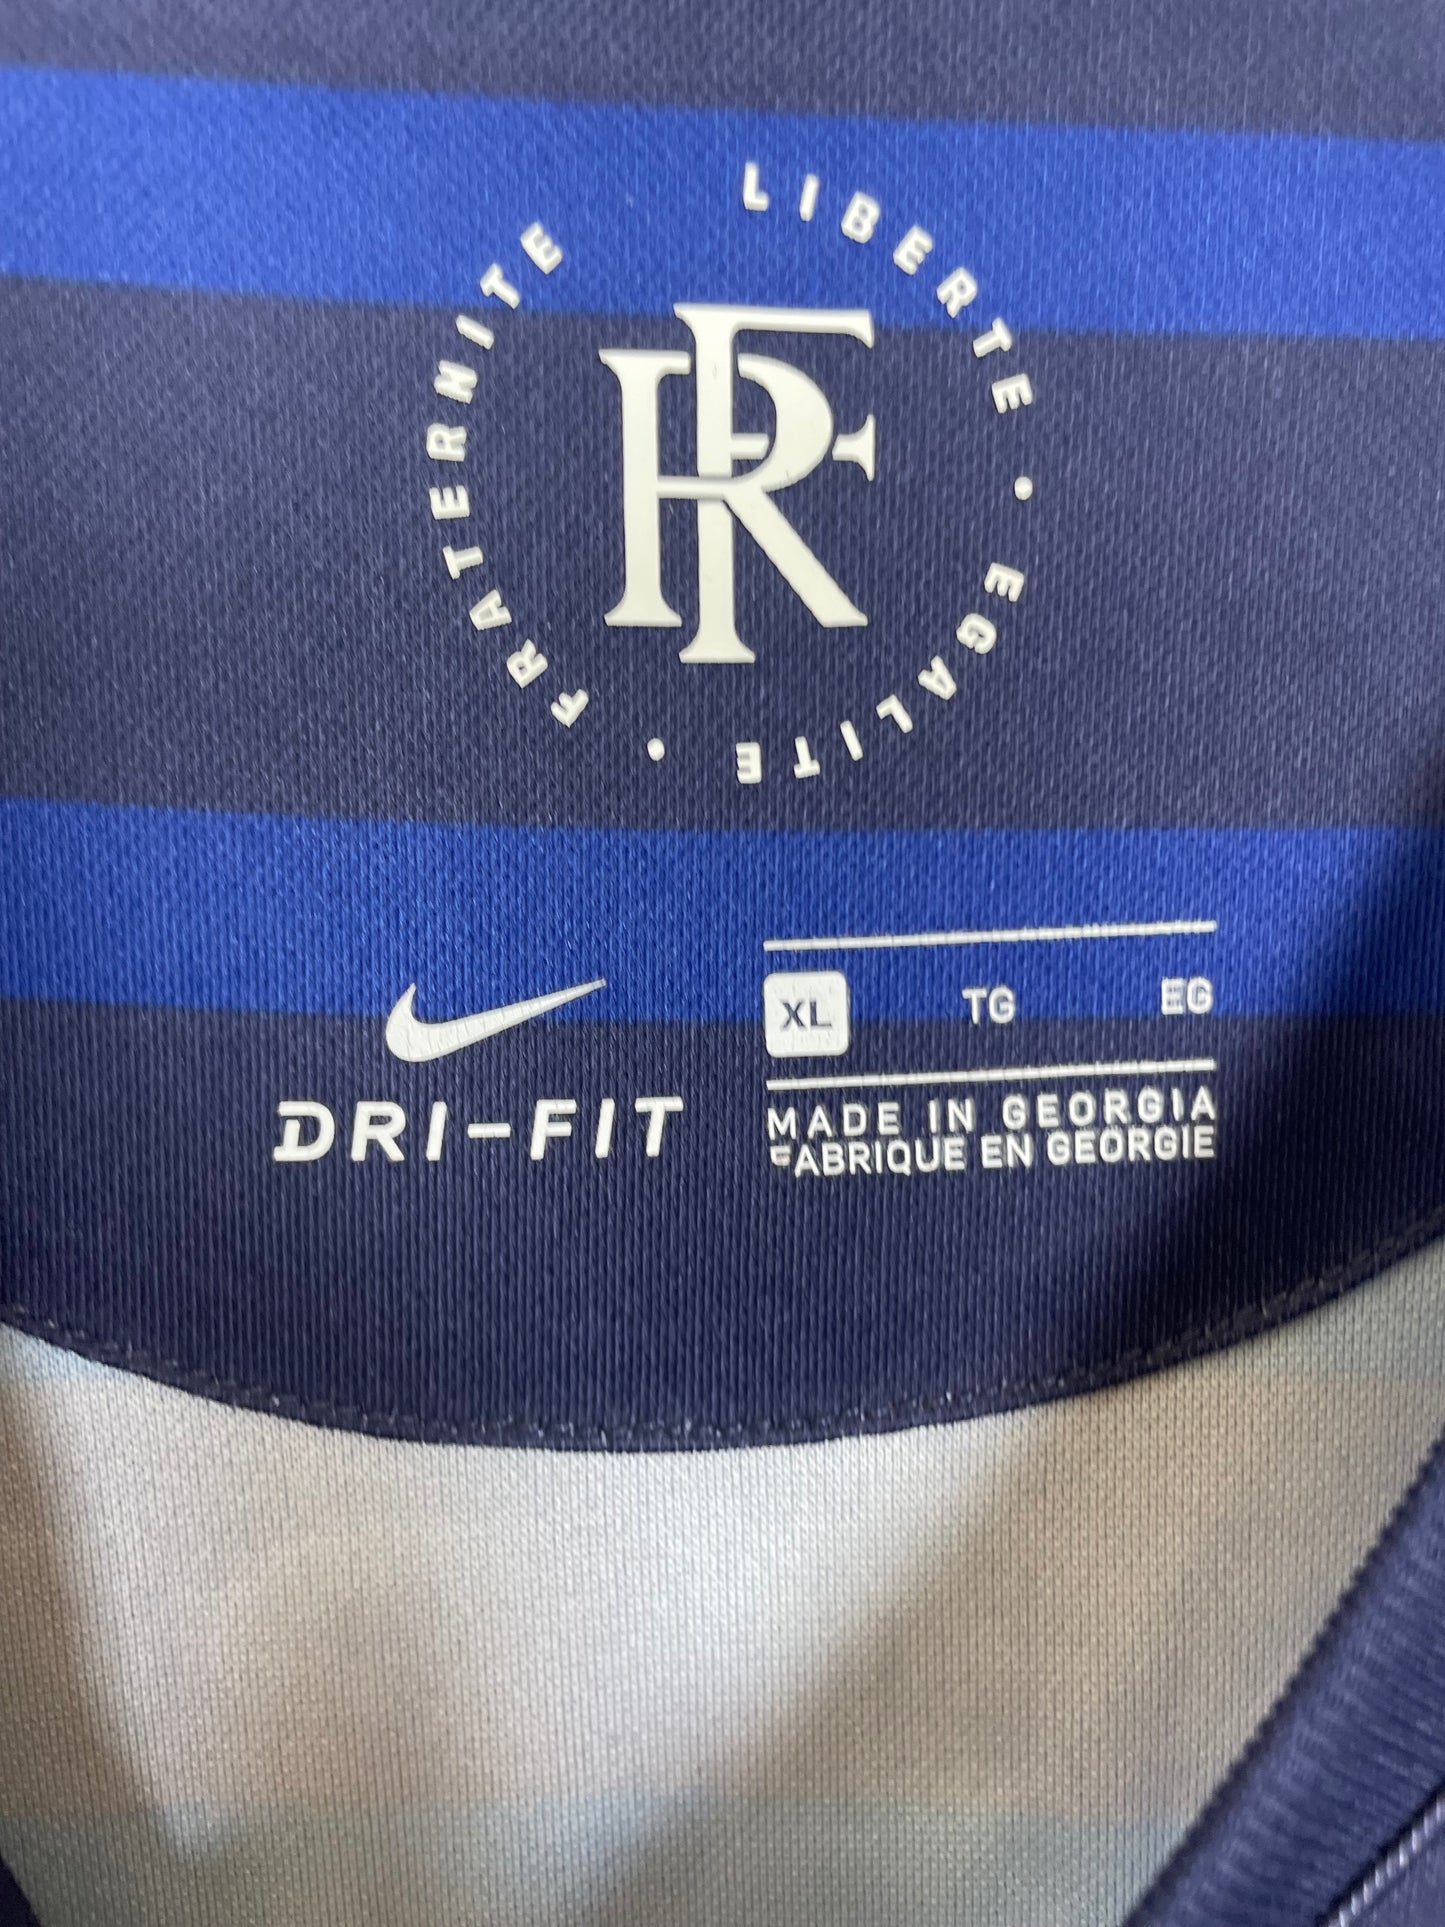 LIBERTE • EGALITE • FRATERNITE
RF
XL TG EG
DRI-FIT
MADE IN GEORGIA
FABRIQUE EN GEORGIE